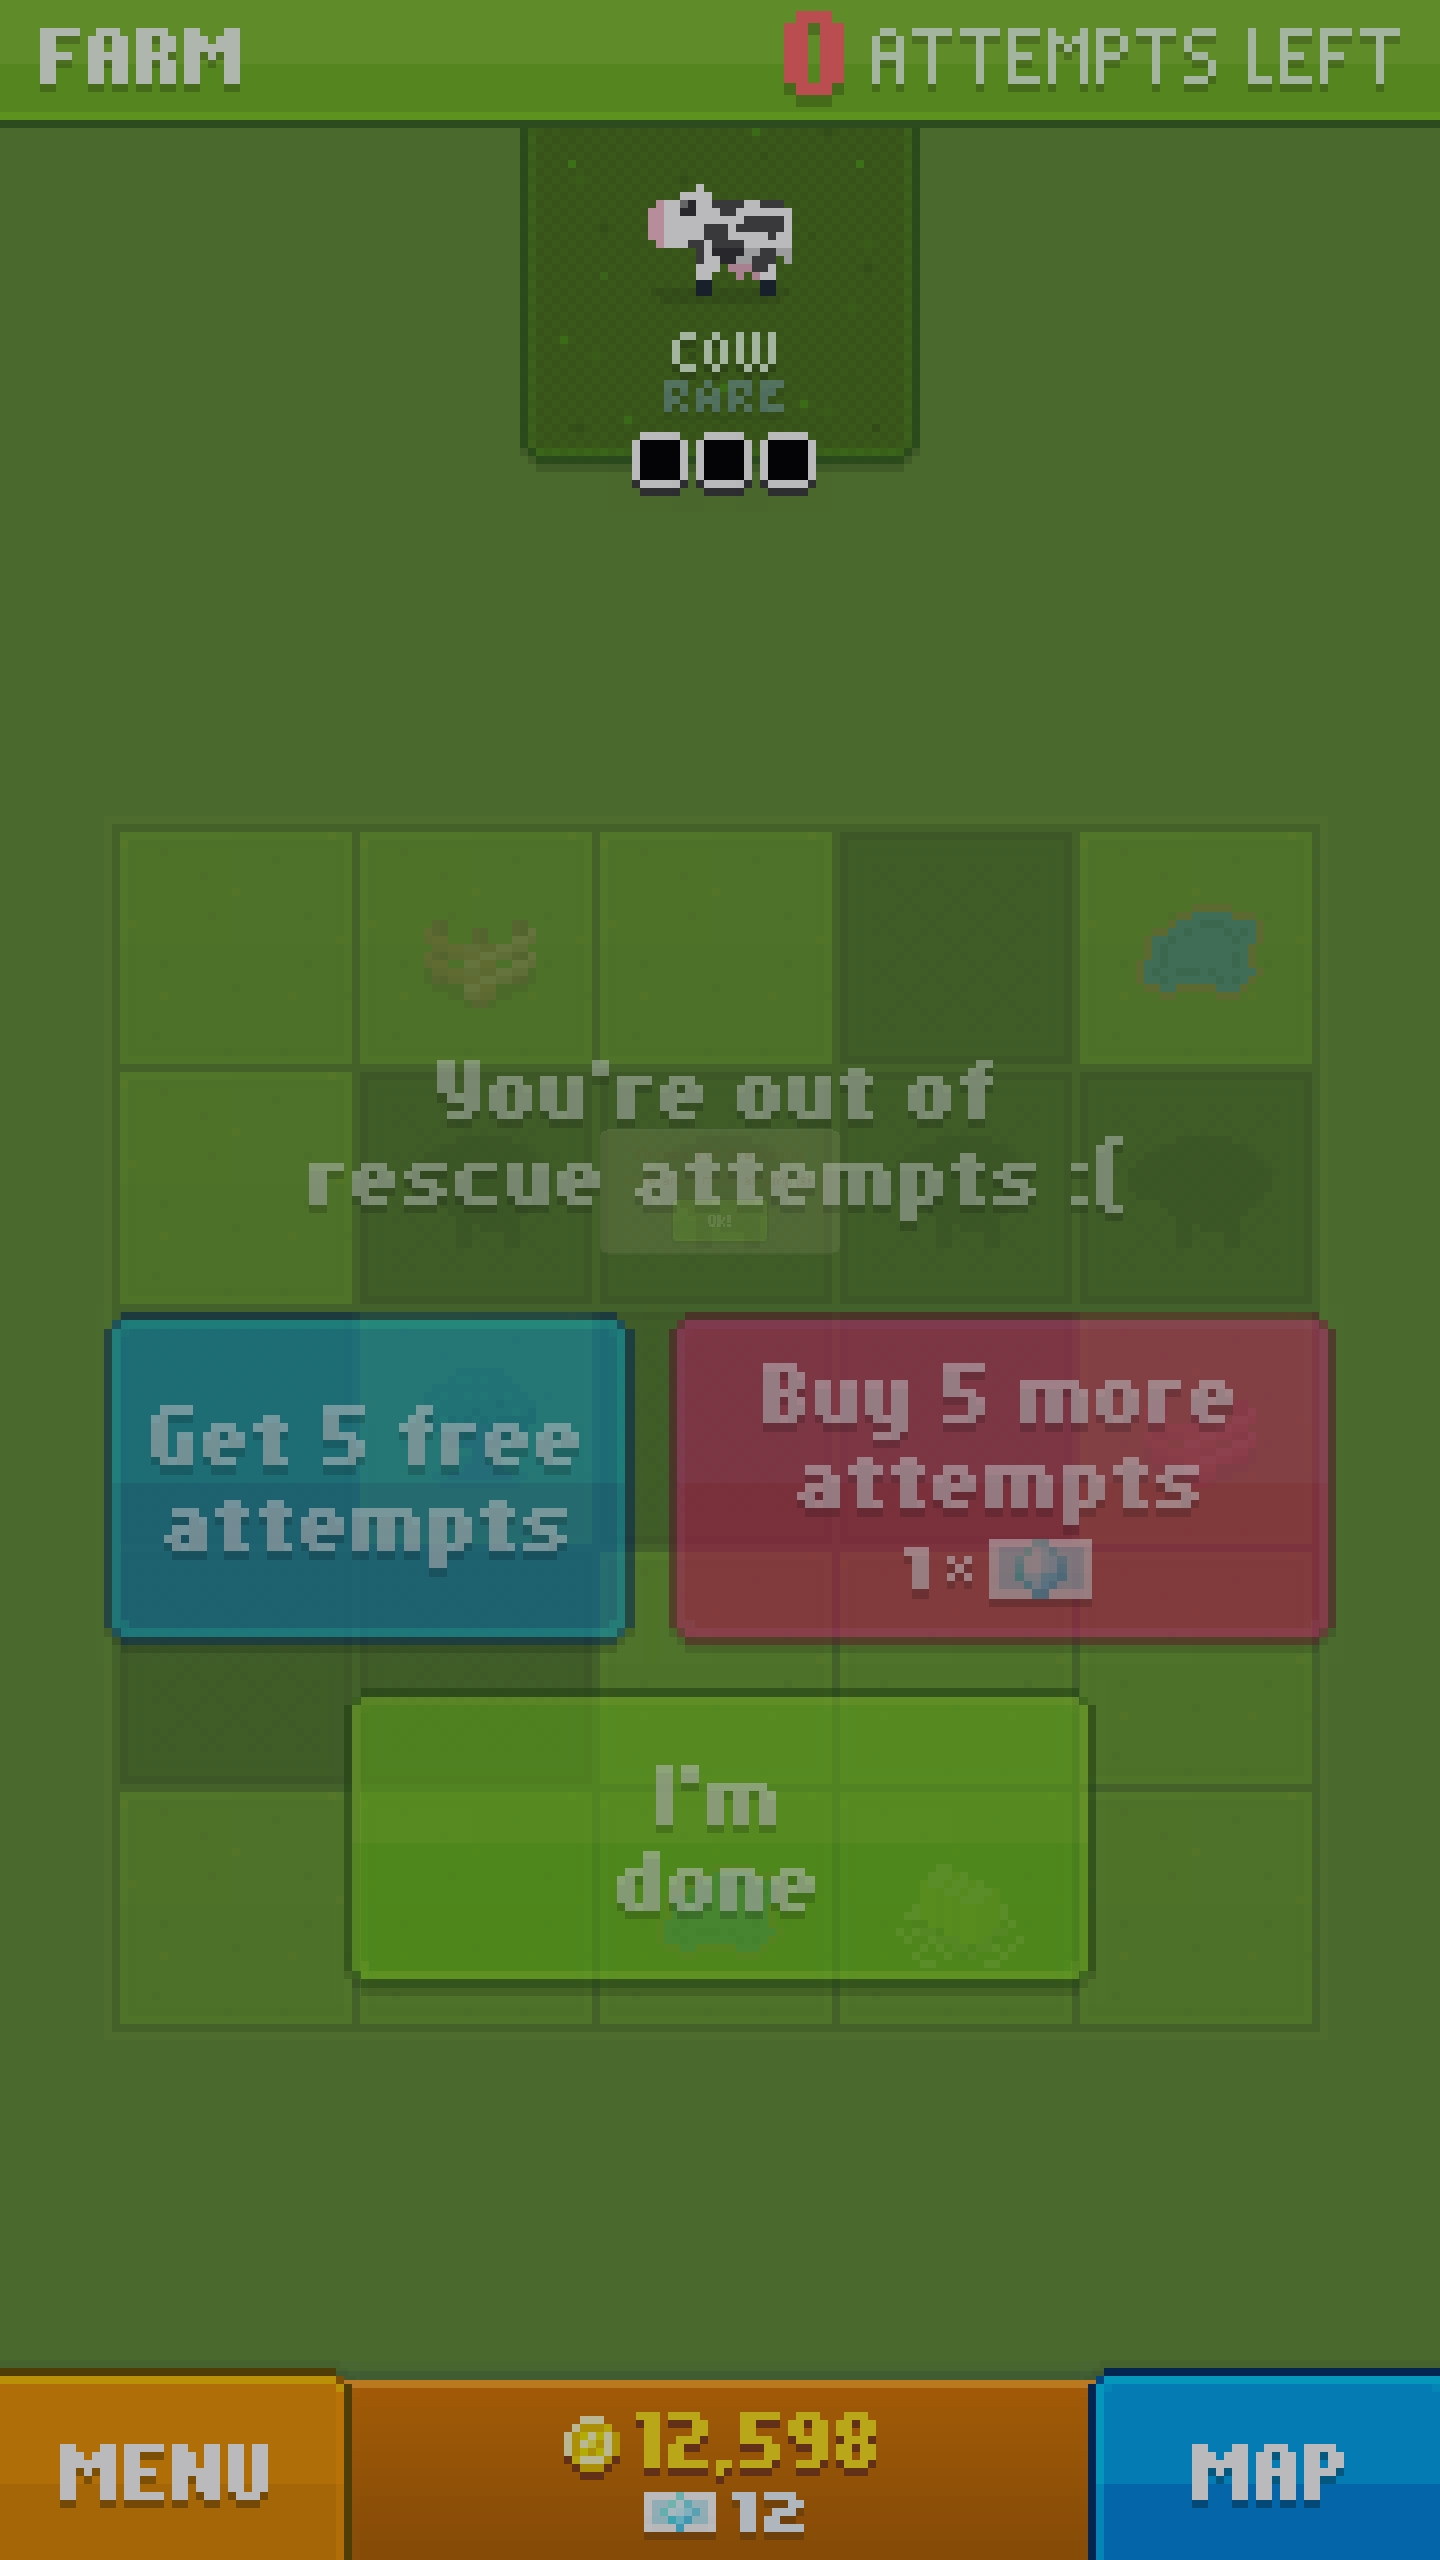 FARM
0 ATTEMPTS LEFT
COW
RARE
You're out of
rescue attempts :(
Ok!
Get 5 free
attempts
Buy 5 more
attempts
1×
I'm
done
MENU
12,598
12
MAP